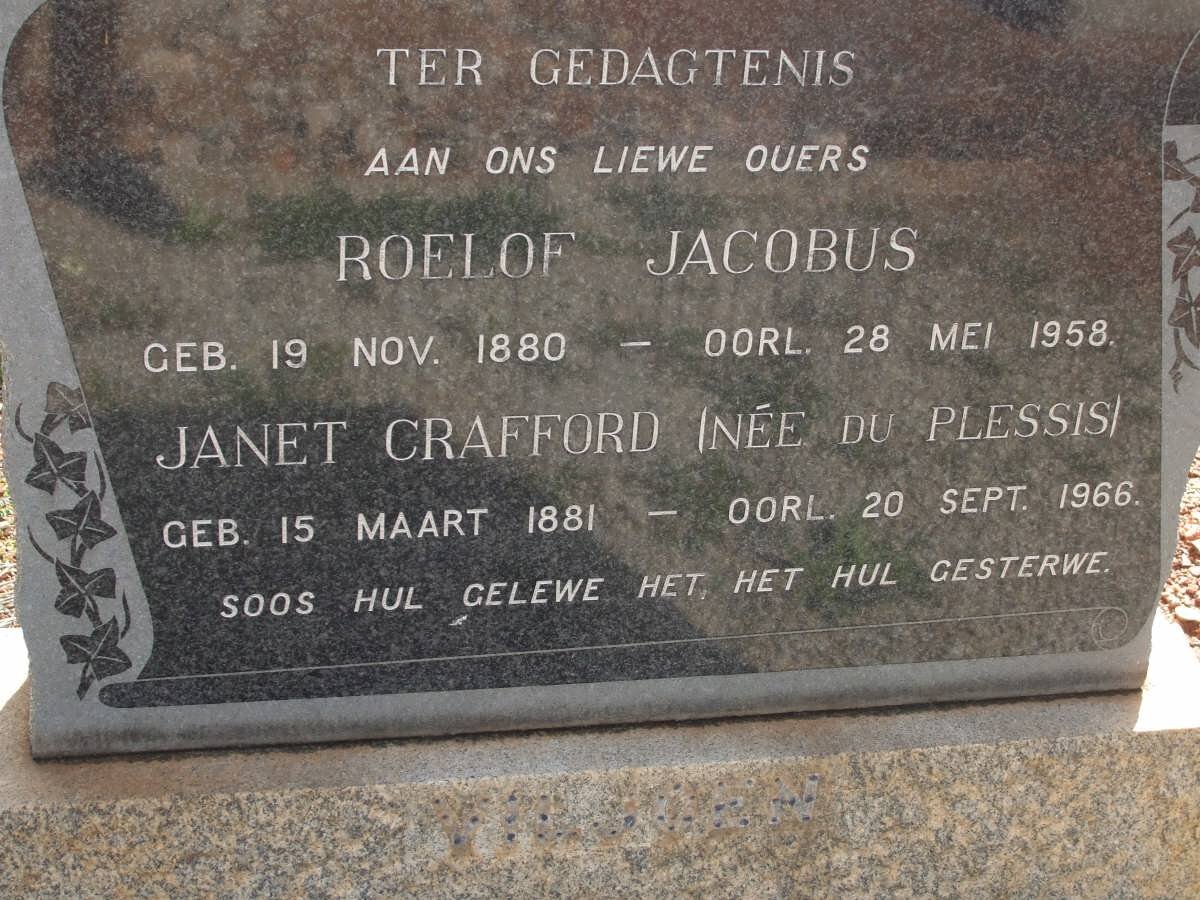 TER GEDAGTENIS
AAN ONS LIEWE OUERS
ROELOF JACOBUS
GEB. 19 NOV. 1880 — OORL. 28 MEI 1958.
JANET CRAFFORD (NÉE DU PLESSIS)
GEB. 15 MAART 1881 — OORL. 20 SEPT. 1966.
SOOS HUL GELEWE HET, HET HUL GESTERWE.
VILJOEN